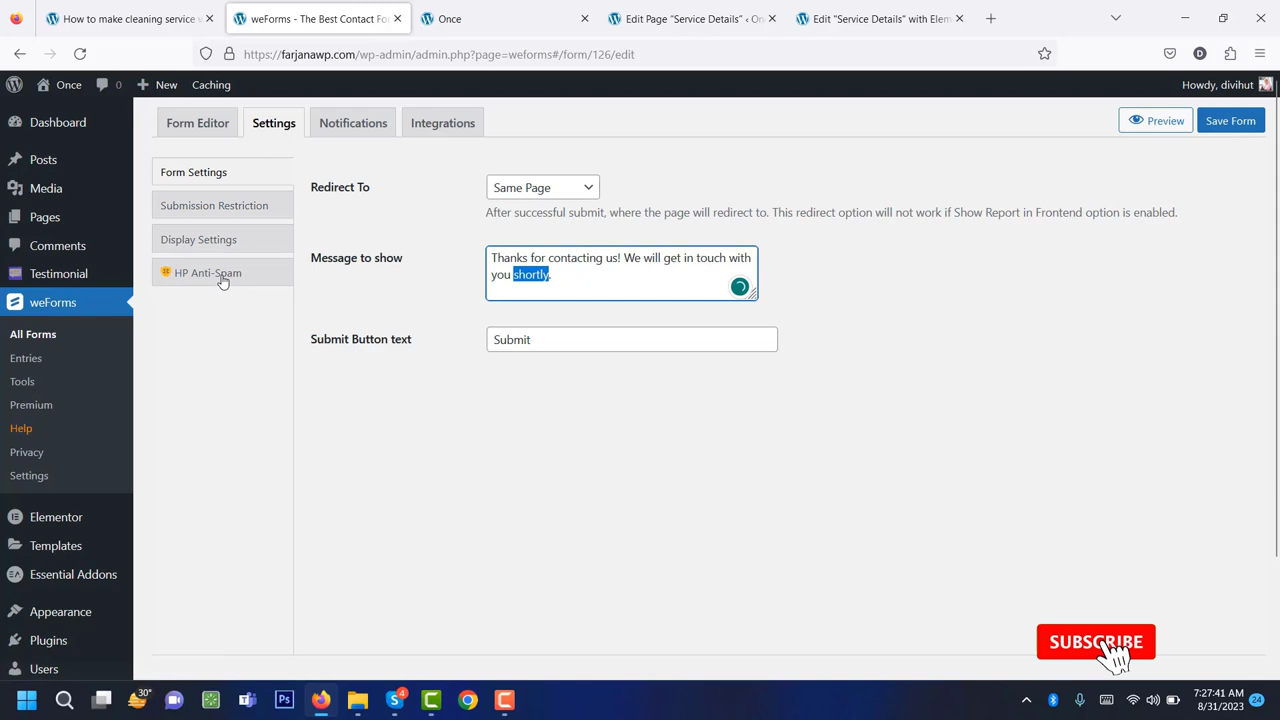 How to make cleaning service w
weForms - The Best Contact Fo
Once
Edit Page “Service Details” ‹ On
Edit "Service Details" with Elem
https://farjanawp.com/wp-admin/admin.php?page=weforms#/form/126/edit
Once
0
New
Caching
Howdy, divihut
Dashboard
Posts
Media
Pages
Comments
Testimonial
weForms
All Forms
Entries
Tools
Premium
Help
Privacy
Settings
Elementor
Templates
Essential Addons
Appearance
Plugins
Users
Form Editor
Settings
Notifications
Integrations
Preview
Save Form
Form Settings
Submission Restriction
Display Settings
HP Anti-Spam
Redirect To
Same Page
After successful submit, where the page will redirect to. This redirect option will not work if Show Report in Frontend option is enabled.
Message to show
Thanks for contacting us! We will get in touch with
you shortly.
Submit Button text
Submit
SUBSCRIBE
30°
Ps
4
7:27:41 AM
8/31/2023
24